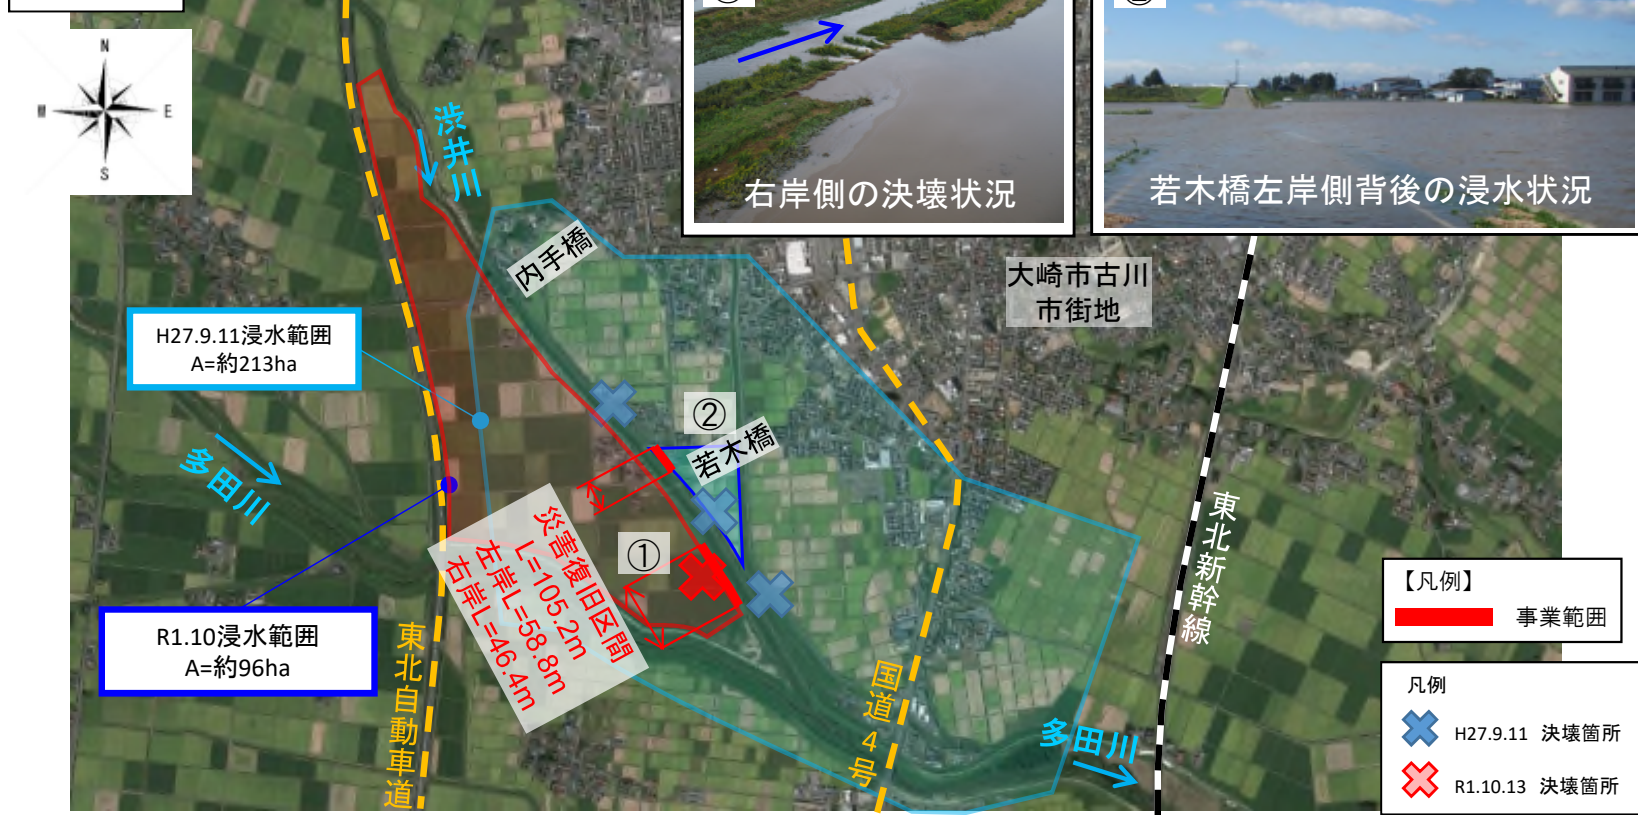 N
E
S
渋井川
右岸側の決壊状況
若木橋左岸側背後の浸水状況
内手橋
大崎市古川
市街地
H27.9.11浸水範囲
A=約213ha
②
若木橋
多田川
①
災害復旧区間
L=105.2m
左岸L=58.8m
右岸L=46.4m
R1.10浸水範囲
A=約96ha
東北自動車道
国道4号
多田川
東北新幹線
【凡例】
事業範囲
凡例
H27.9.11 決壊箇所
R1.10.13 決壊箇所